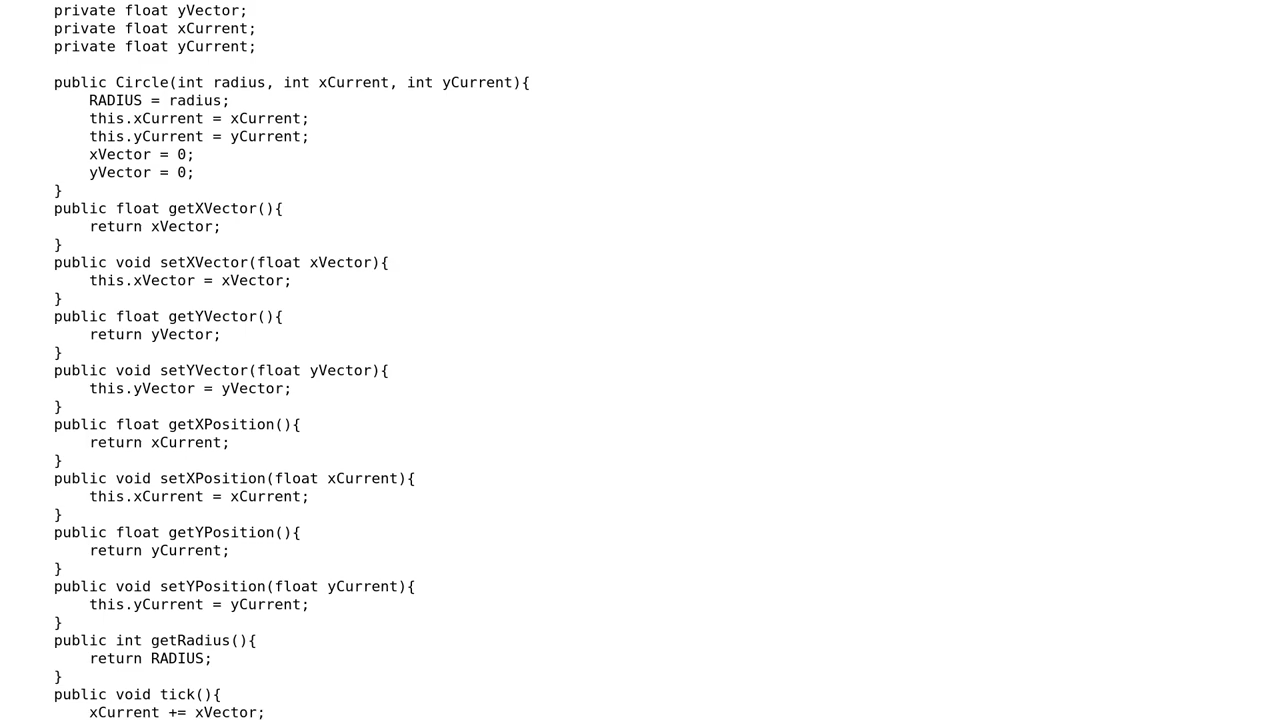 private float yVector;
private float xCurrent;
private float yCurrent;

public Circle(int radius, int xCurrent, int yCurrent){
    RADIUS = radius;
    this.xCurrent = xCurrent;
    this.yCurrent = yCurrent;
    xVector = 0;
    yVector = 0;
}
public float getXVector(){
    return xVector;
}
public void setXVector(float xVector){
    this.xVector = xVector;
}
public float getYVector(){
    return yVector;
}
public void setYVector(float yVector){
    this.yVector = yVector;
}
public float getXPosition(){
    return xCurrent;
}
public void setXPosition(float xCurrent){
    this.xCurrent = xCurrent;
}
public float getYPosition(){
    return yCurrent;
}
public void setYPosition(float yCurrent){
    this.yCurrent = yCurrent;
}
public int getRadius(){
    return RADIUS;
}
public void tick(){
    xCurrent += xVector;